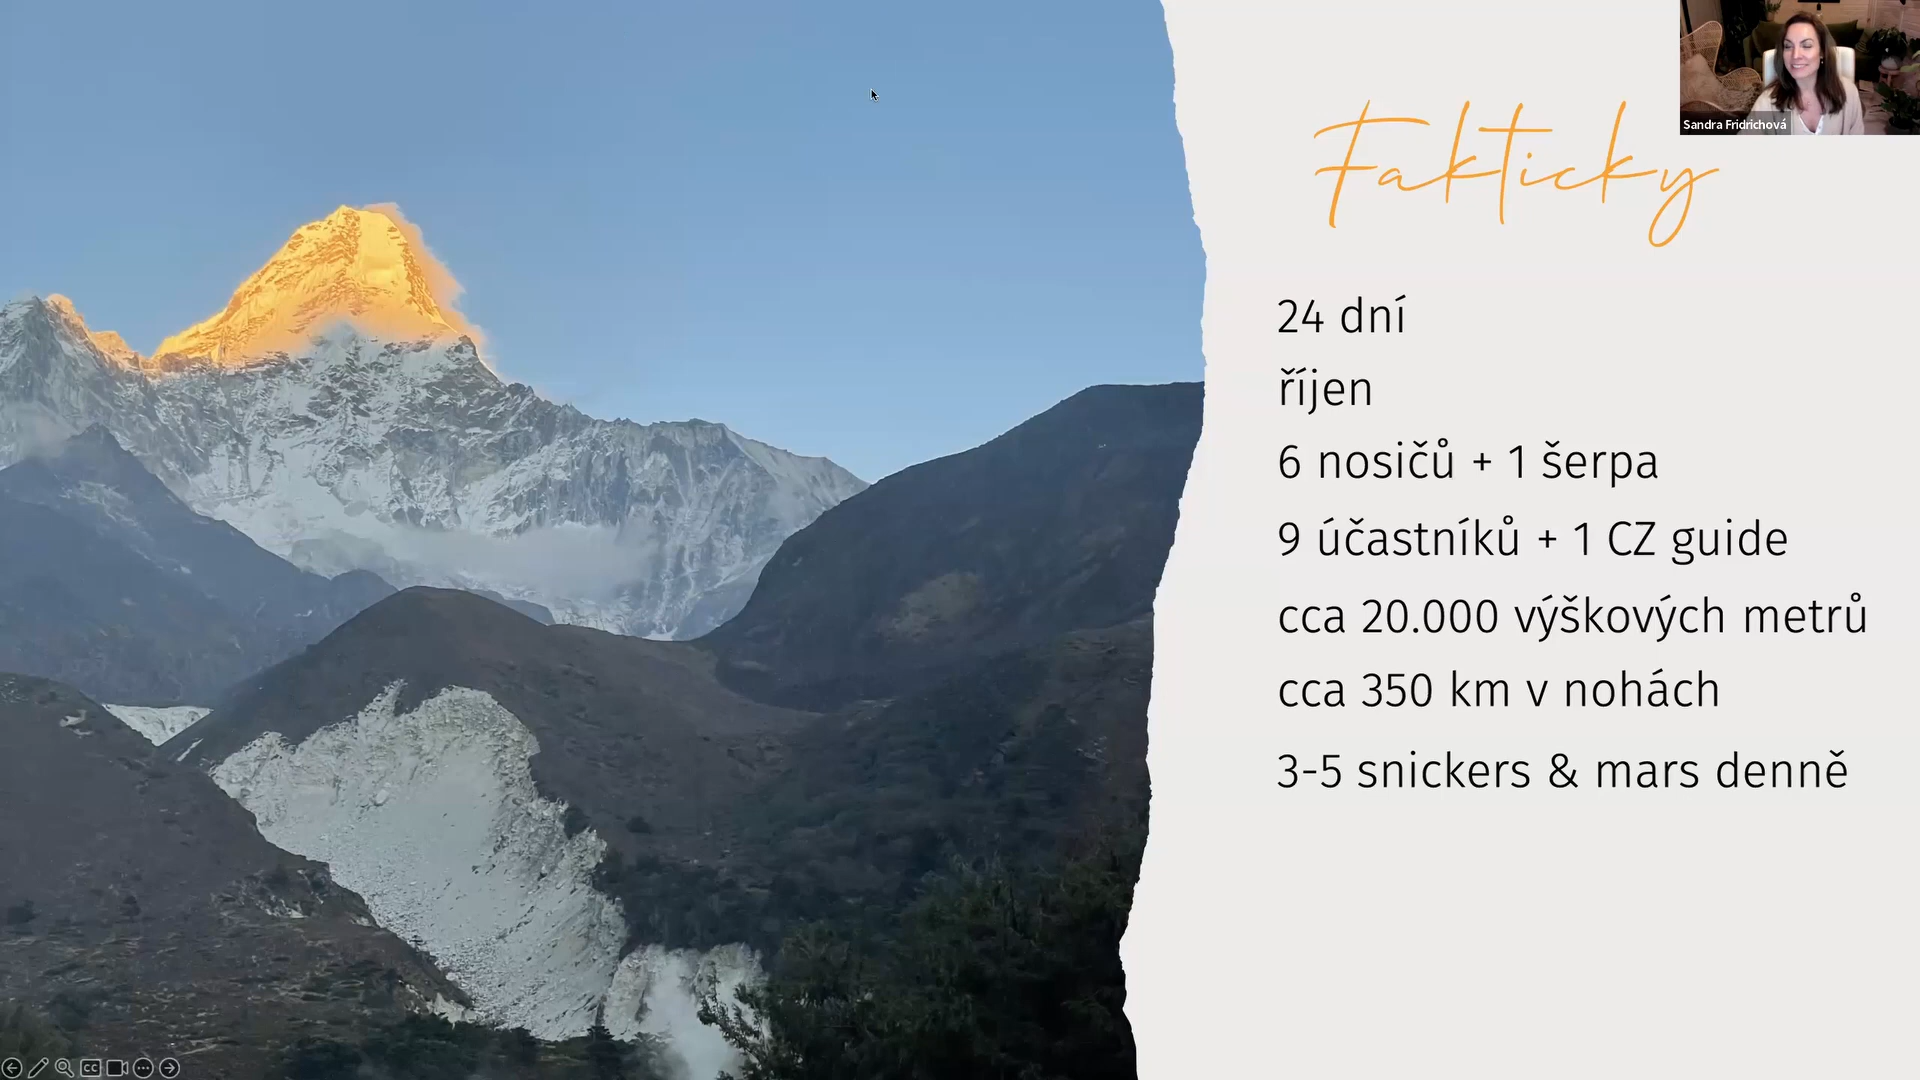 Fakticky
Sandra Fridrichová
24 dní
říjen
6 nosičů + 1 šerpa
9 účastníků + 1 CZ guide
cca 20.000 výškových metrů
cca 350 km v nohách
3-5 snickers & mars denně
CC